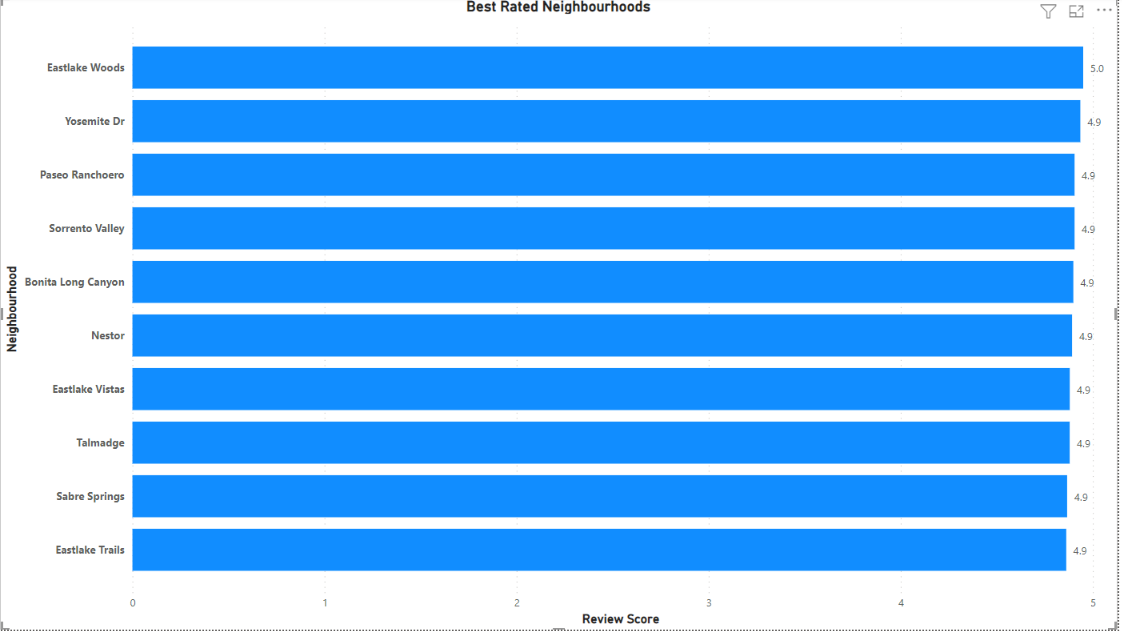 Best Rated Neighbourhoods
Eastlake Woods 5.0
Yosemite Dr 4.9
Paseo Ranchoero 4.9
Sorrento Valley 4.9
Bonita Long Canyon 4.9
Nestor 4.9
Eastlake Vistas 4.9
Talmadge 4.9
Sabre Springs 4.9
Eastlake Trails 4.9
Neighbourhood
0 1 2 3 4 5
Review Score